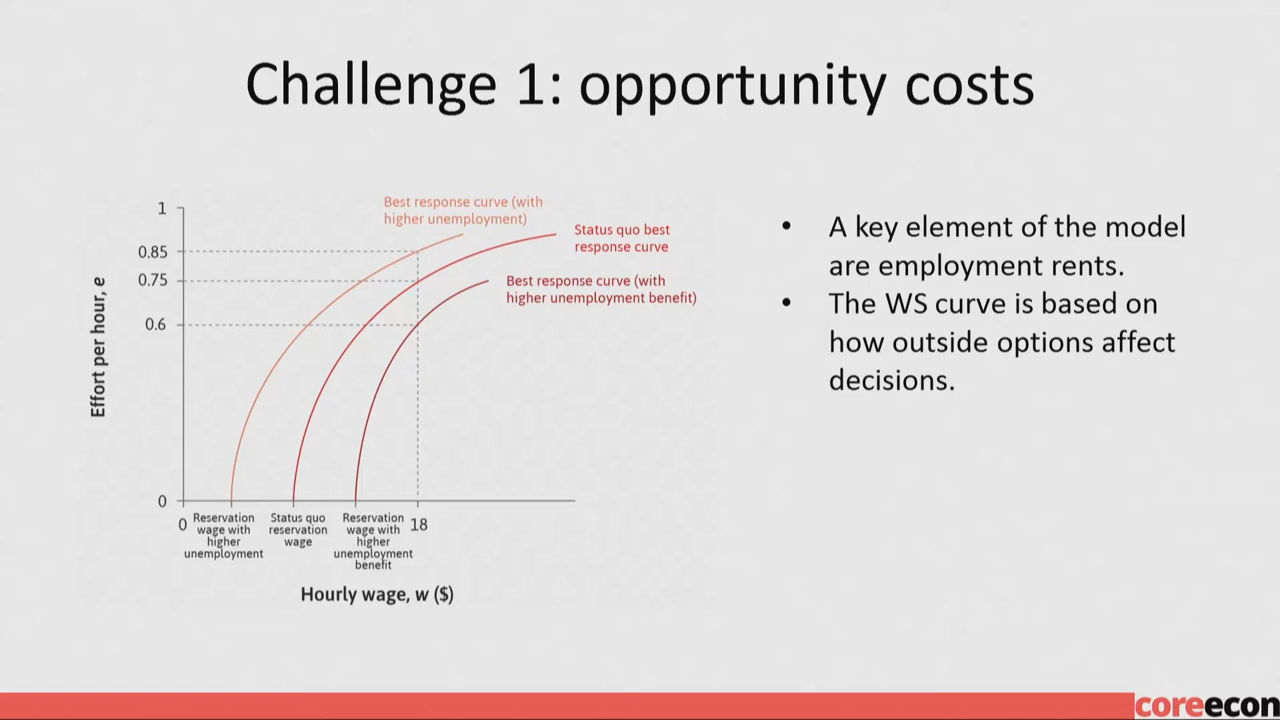 Challenge 1: opportunity costs
Best response curve (with
higher unemployment)
Status quo best
response curve
Best response curve (with
higher unemployment benefit)
1
0.85
0.75
0.6
0
Effort per hour, e
0
Reservation
wage with
higher
unemployment
Status quo
reservation
wage
Reservation
wage with
higher
unemployment
benefit
18
Hourly wage, w ($)
• A key element of the model
are employment rents.
• The WS curve is based on
how outside options affect
decisions.
coreecon